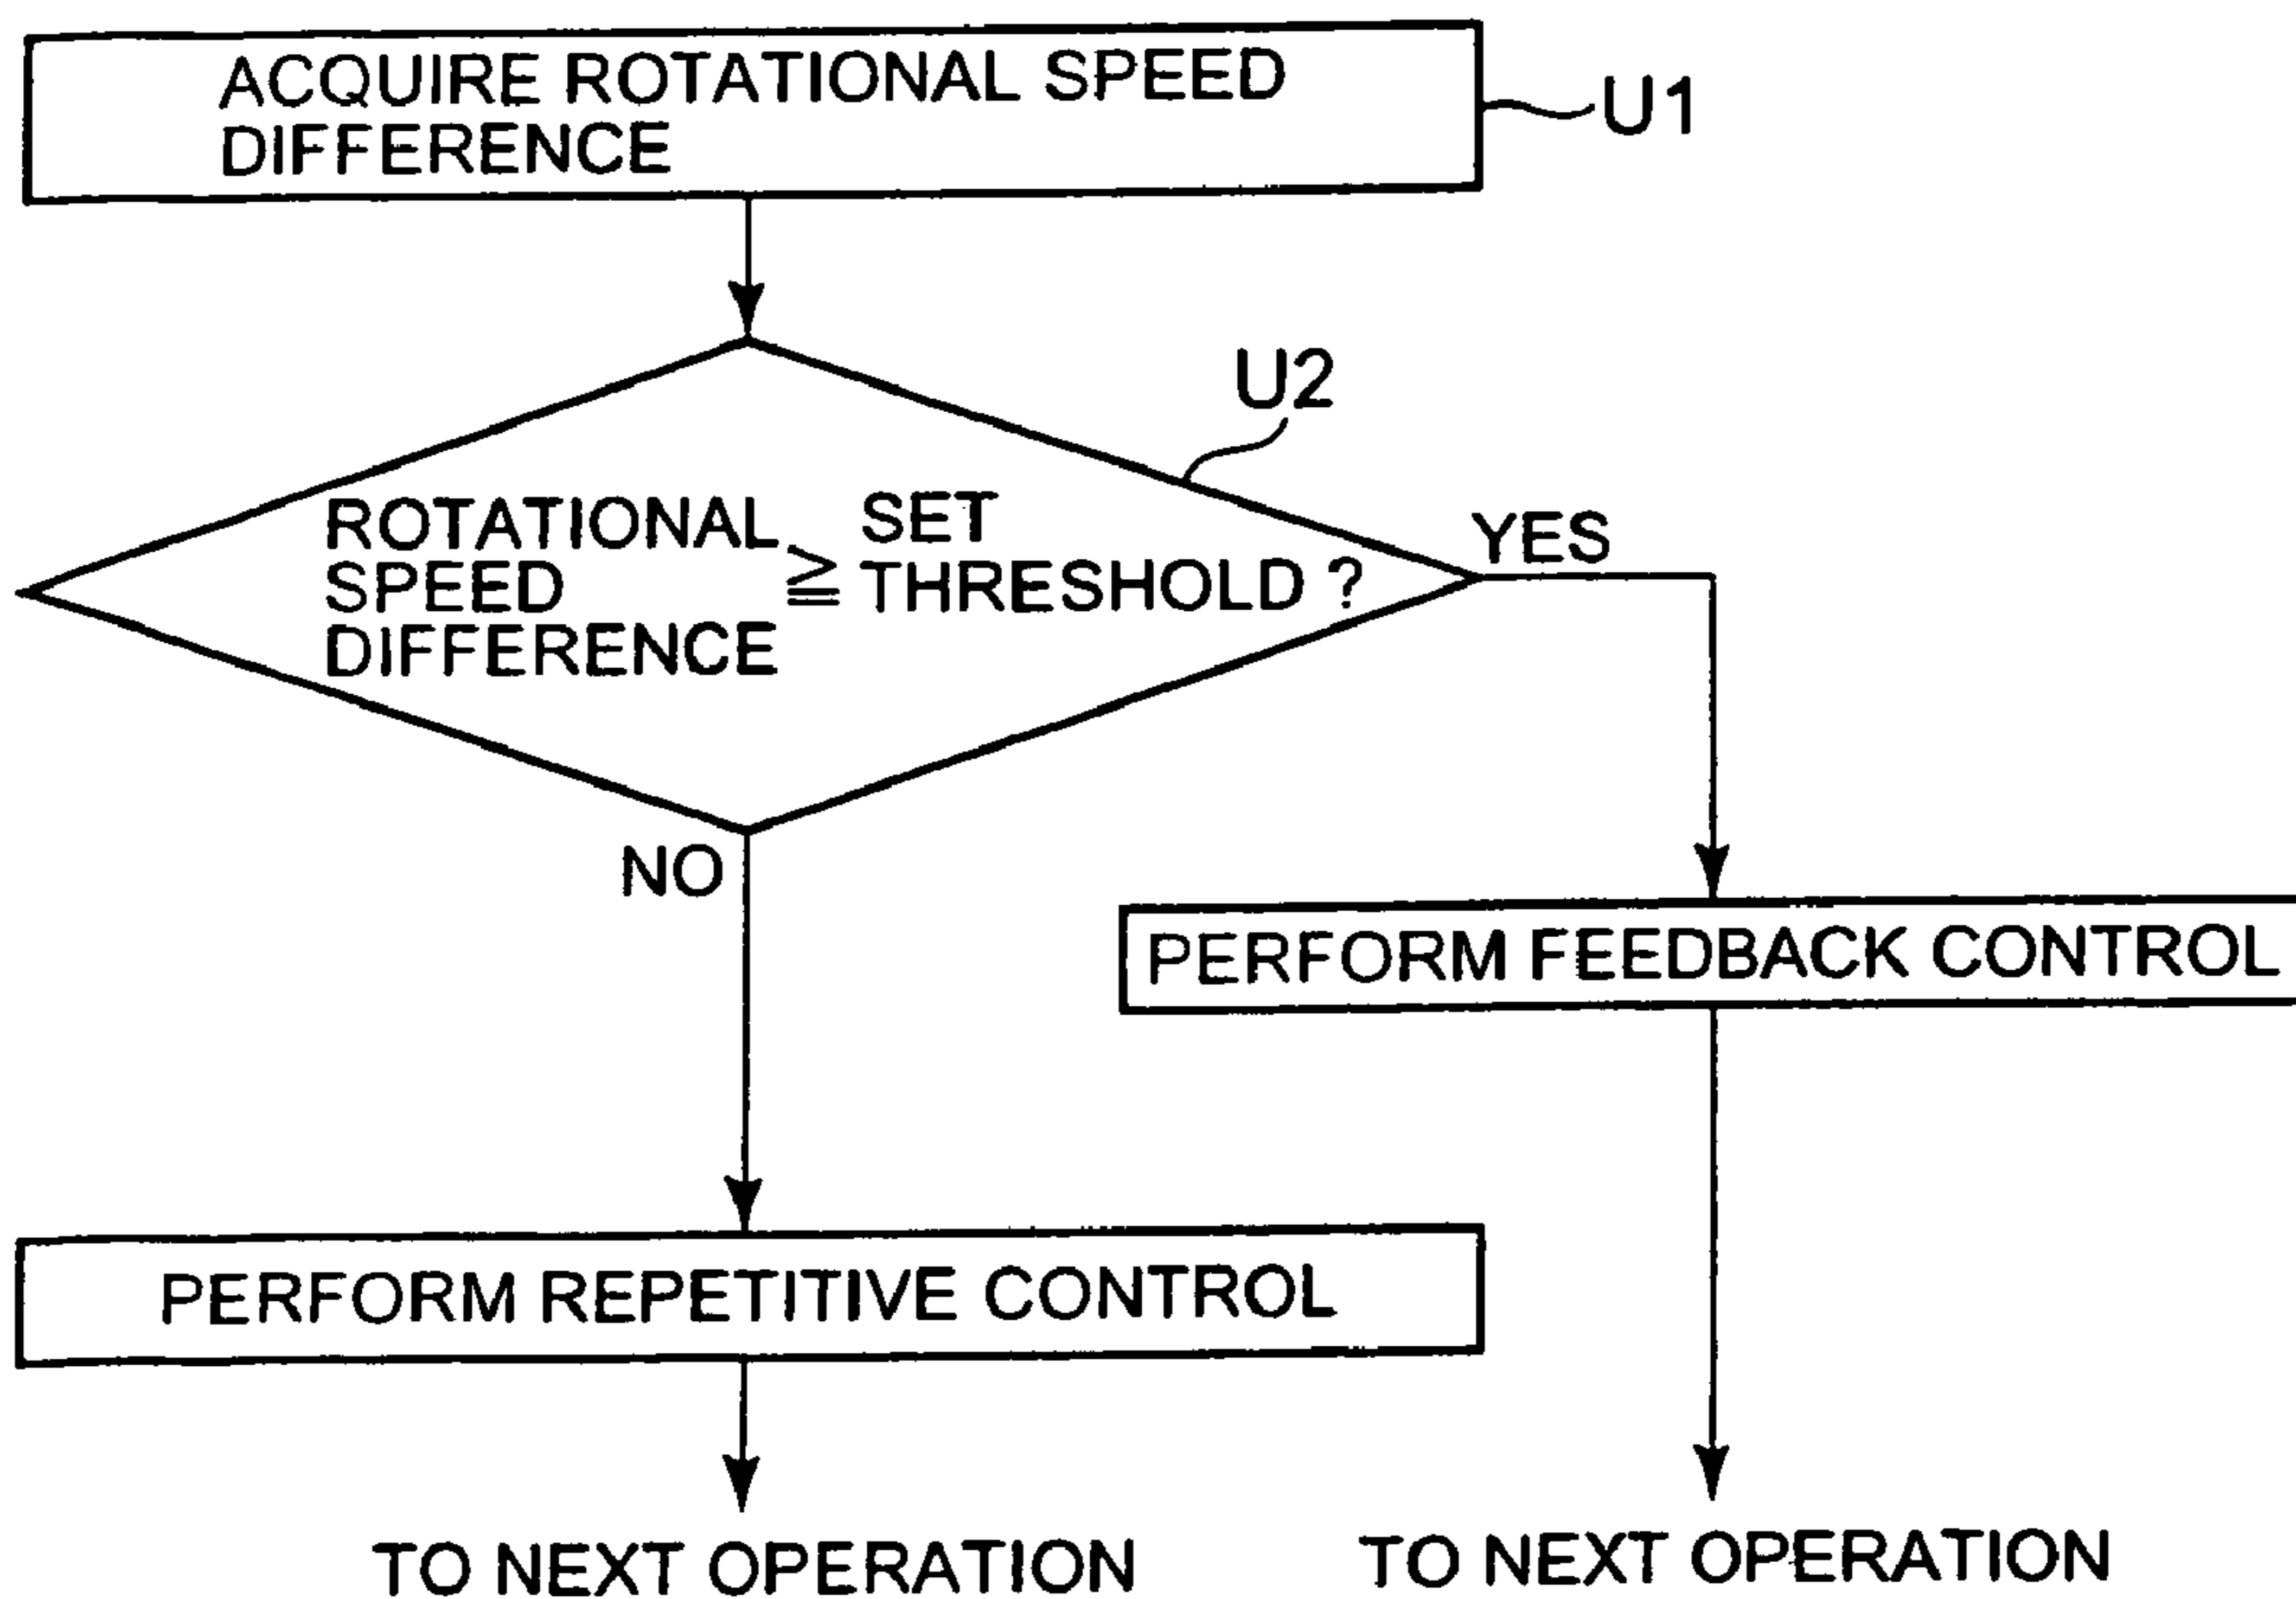 ACQUIRE ROTATIONAL SPEED
DIFFERENCE
U1
U2
ROTATIONAL
SPEED
DIFFERENCE
≧
SET
THRESHOLD ?
YES
NO
PERFORM FEEDBACK CONTROL
PERFORM REPETITIVE CONTROL
TO NEXT OPERATION
TO NEXT OPERATION